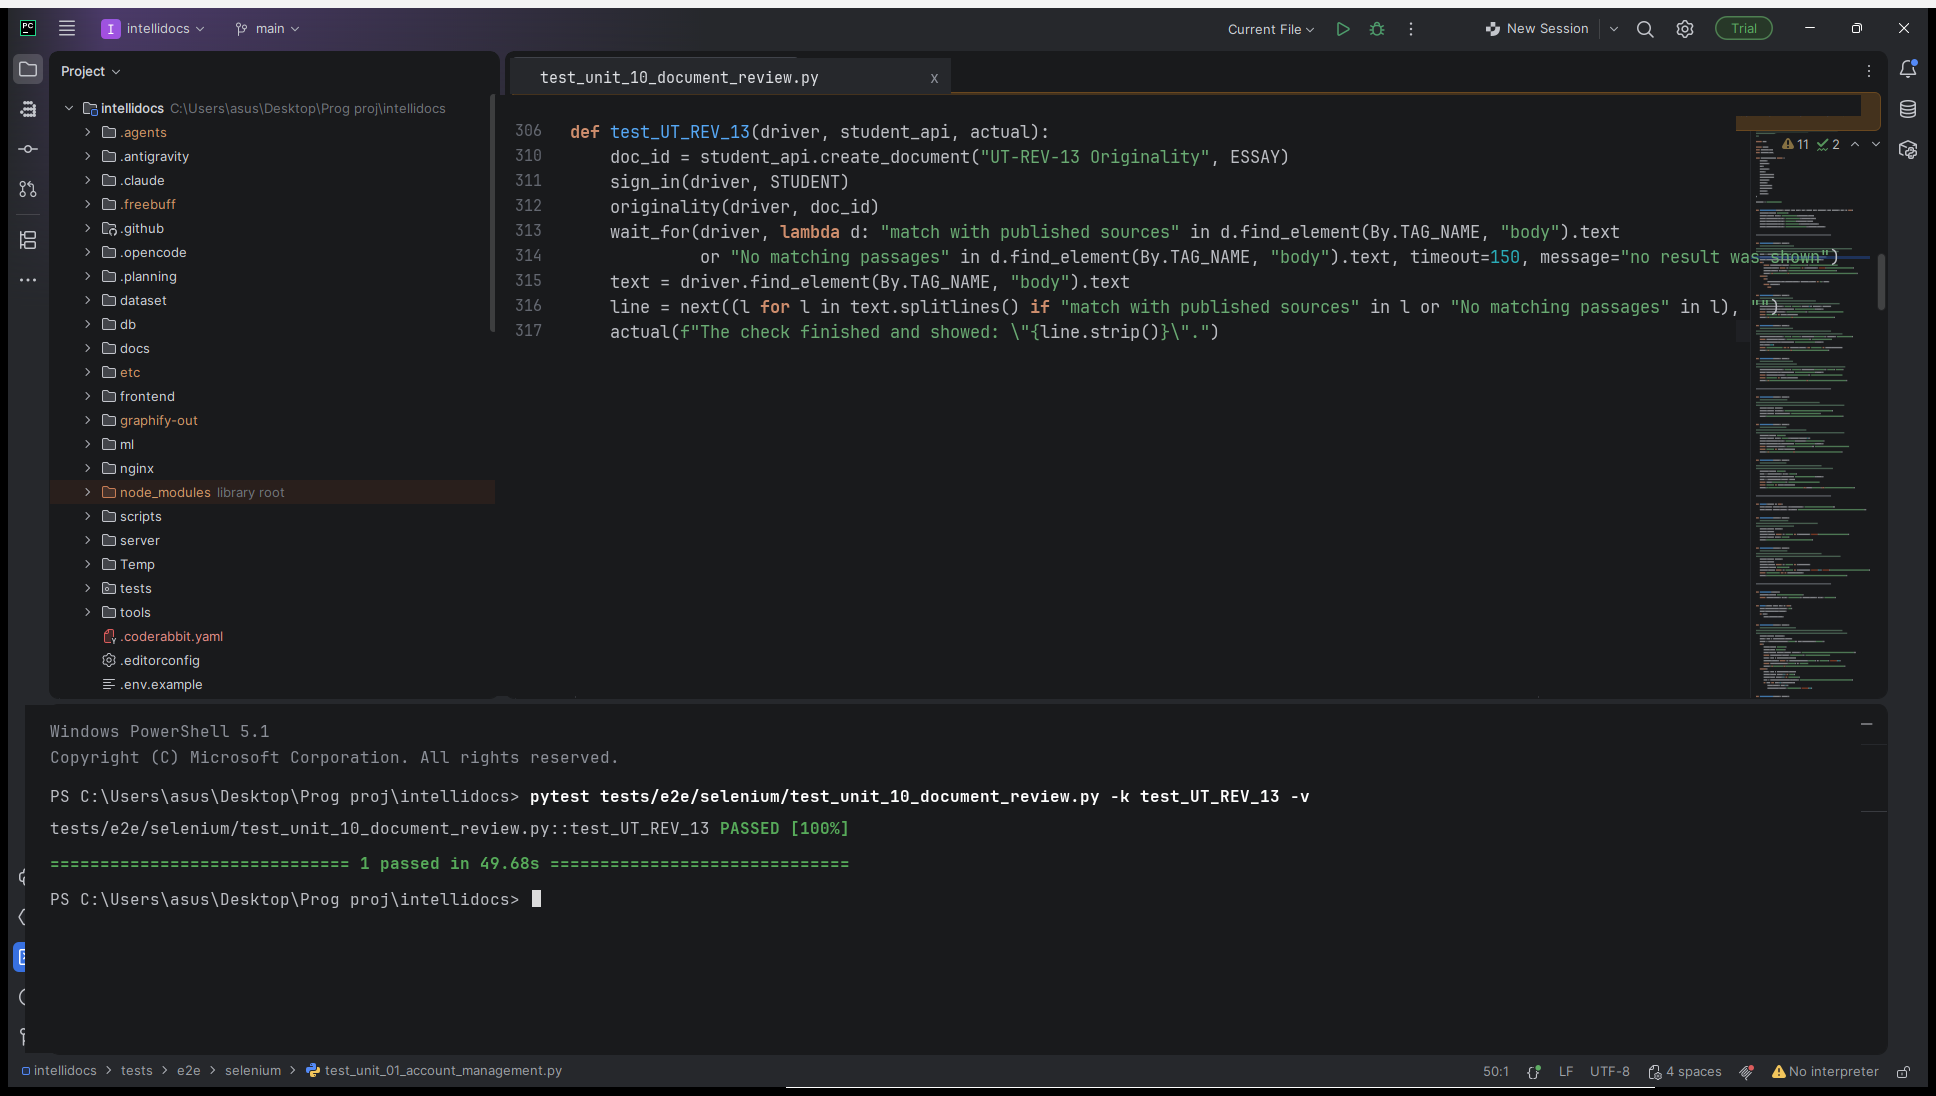 PC
I intellidocs main
Current File
New Session
Trial
Project
test_unit_10_document_review.py x
intellidocs C:\Users\asus\Desktop\Prog proj\intellidocs
.agents
.antigravity
.claude
.freebuff
.github
.opencode
.planning
dataset
db
docs
etc
frontend
graphify-out
ml
nginx
node_modules library root
scripts
server
Temp
tests
tools
.coderabbit.yaml
.editorconfig
.env.example
306 def test_UT_REV_13(driver, student_api, actual):
310 doc_id = student_api.create_document("UT-REV-13 Originality", ESSAY)
311 sign_in(driver, STUDENT)
312 originality(driver, doc_id)
313 wait_for(driver, lambda d: "match with published sources" in d.find_element(By.TAG_NAME, "body").text
314 or "No matching passages" in d.find_element(By.TAG_NAME, "body").text, timeout=150, message="no result was shown")
315 text = driver.find_element(By.TAG_NAME, "body").text
316 line = next((l for l in text.splitlines() if "match with published sources" in l or "No matching passages" in l), "")
317 actual(f"The check finished and showed: \"{line.strip()}\".")
11 2
Windows PowerShell 5.1
Copyright (C) Microsoft Corporation. All rights reserved.
PS C:\Users\asus\Desktop\Prog proj\intellidocs> pytest tests/e2e/selenium/test_unit_10_document_review.py -k test_UT_REV_13 -v
tests/e2e/selenium/test_unit_10_document_review.py::test_UT_REV_13 PASSED [100%]
============================== 1 passed in 49.68s ==============================
PS C:\Users\asus\Desktop\Prog proj\intellidocs>
intellidocs > tests > e2e > selenium > test_unit_01_account_management.py
50:1 LF UTF-8 4 spaces No interpreter